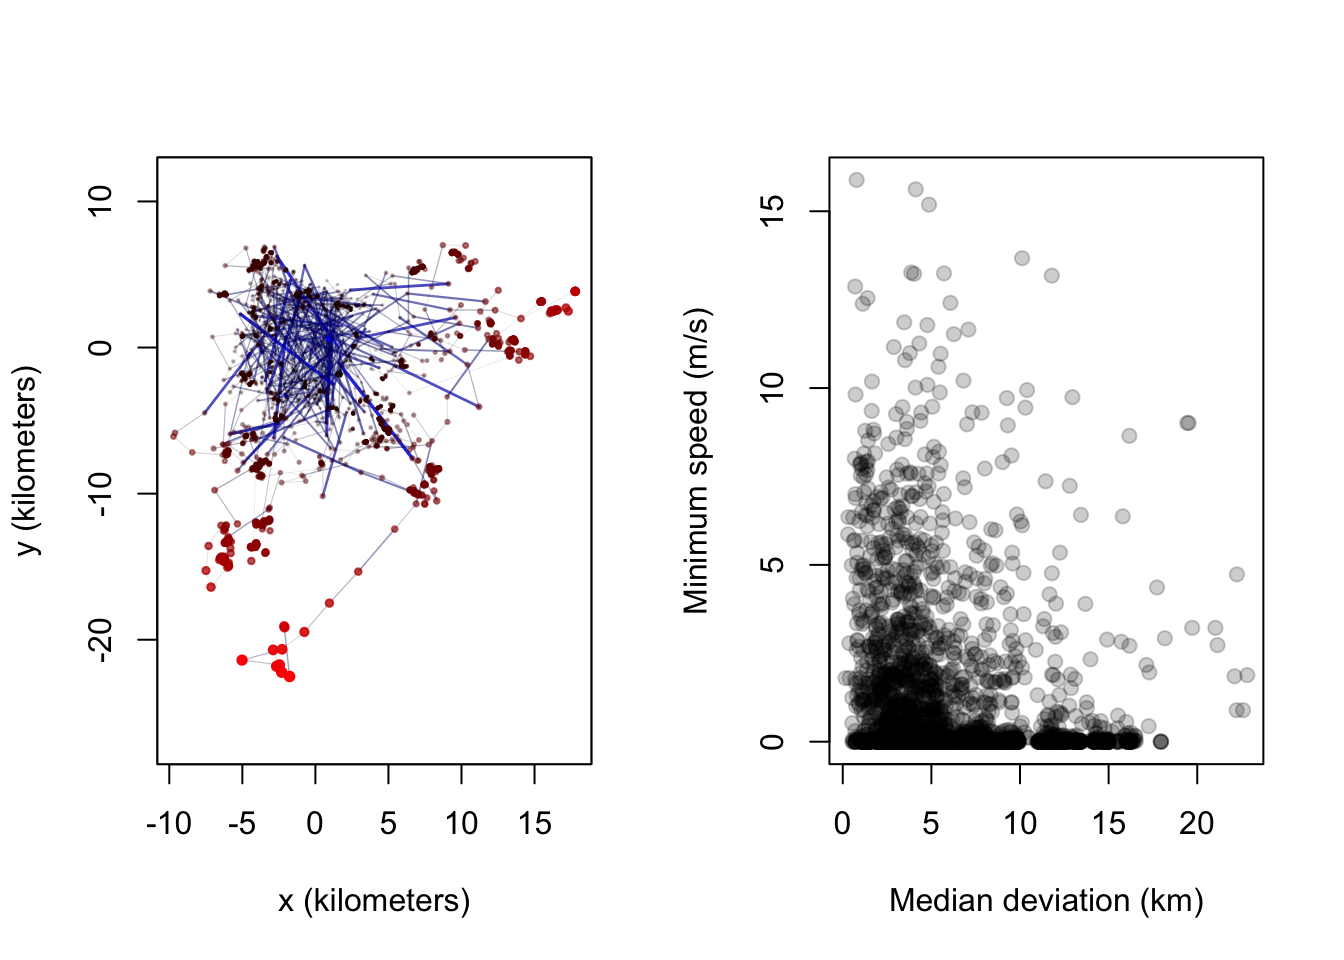 10
0
-10
-20
y (kilometers)
-10 -5 0 5 10 15
x (kilometers)
15
10
5
0
Minimum speed (m/s)
0 5 10 15 20
Median deviation (km)